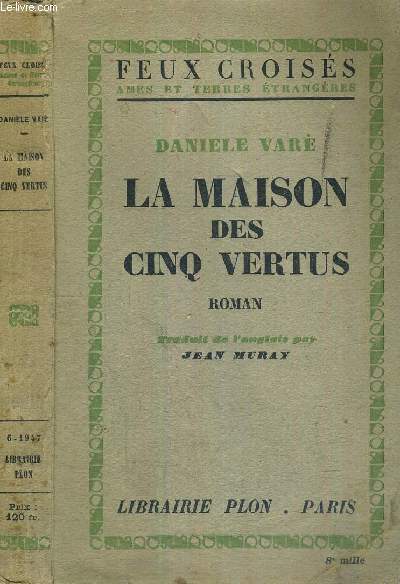 FEUX CROISÉS
AMES ET TERRES ÉTRANGÈRES
DANIELE VARÈ
LA MAISON
DES
CINQ VERTUS
ROMAN
Traduit de l'anglais par
JEAN MURAY
LIBRAIRIE PLON . PARIS
8e mille
FEUX CROISÉS
DANIELE VARÈ
LA MAISON
DES
CINQ VERTUS
6-1947
LIBRAIRIE
PLON
PRIX :
120 fr.
le-livre.com